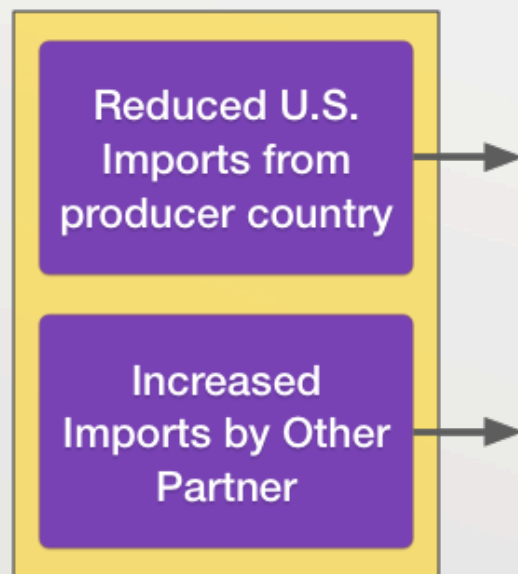 Reduced U.S.
Imports from
producer country
Increased
Imports by Other
Partner